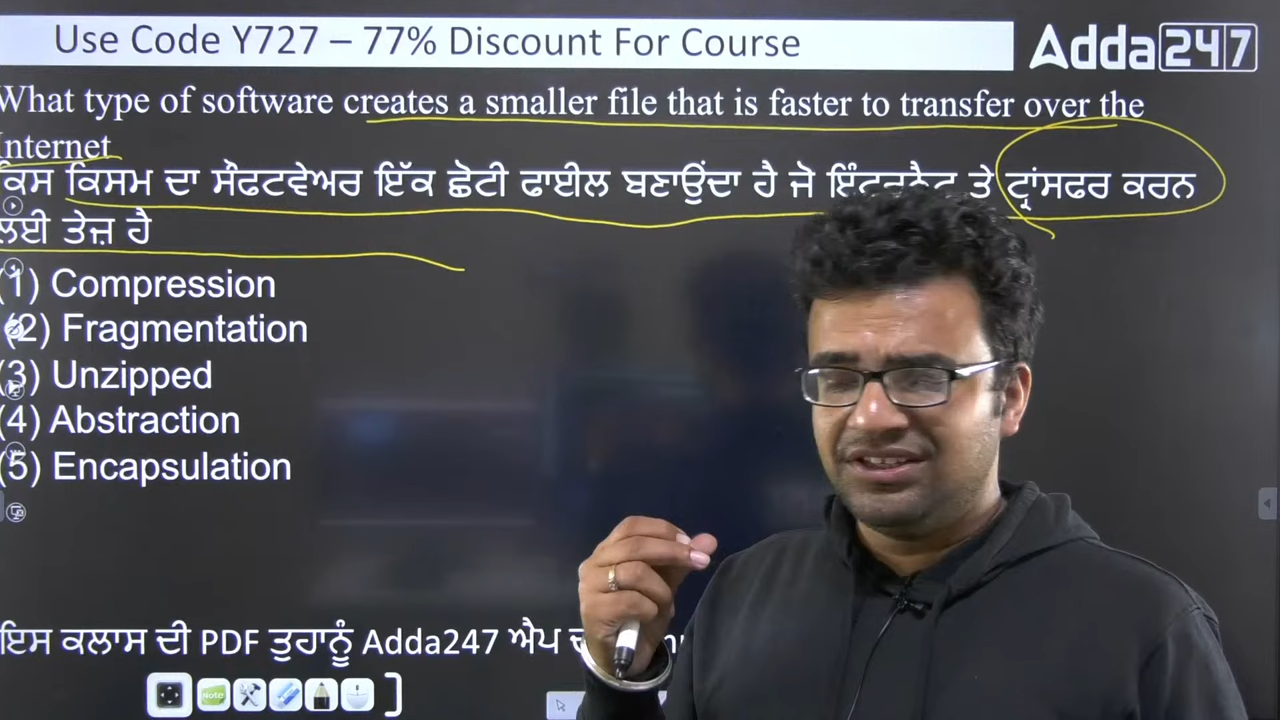 Use Code Y727 – 77% Discount For Course
Adda247
What type of software creates a smaller file that is faster to transfer over the
Internet
ਕਿਸ ਕਿਸਮ ਦਾ ਸੌਫਟਵੇਅਰ ਇੱਕ ਛੋਟੀ ਫਾਈਲ ਬਣਾਉਂਦਾ ਹੈ ਜੋ ਇੰਟਰਨੈਟ ਤੇ ਟ੍ਰਾਂਸਫਰ ਕਰਨ
ਲਈ ਤੇਜ਼ ਹੈ
(1) Compression
(2) Fragmentation
(3) Unzipped
(4) Abstraction
(5) Encapsulation
ਇਸ ਕਲਾਸ ਦੀ PDF ਤੁਹਾਨੂੰ Adda247 ਐਪ
Note